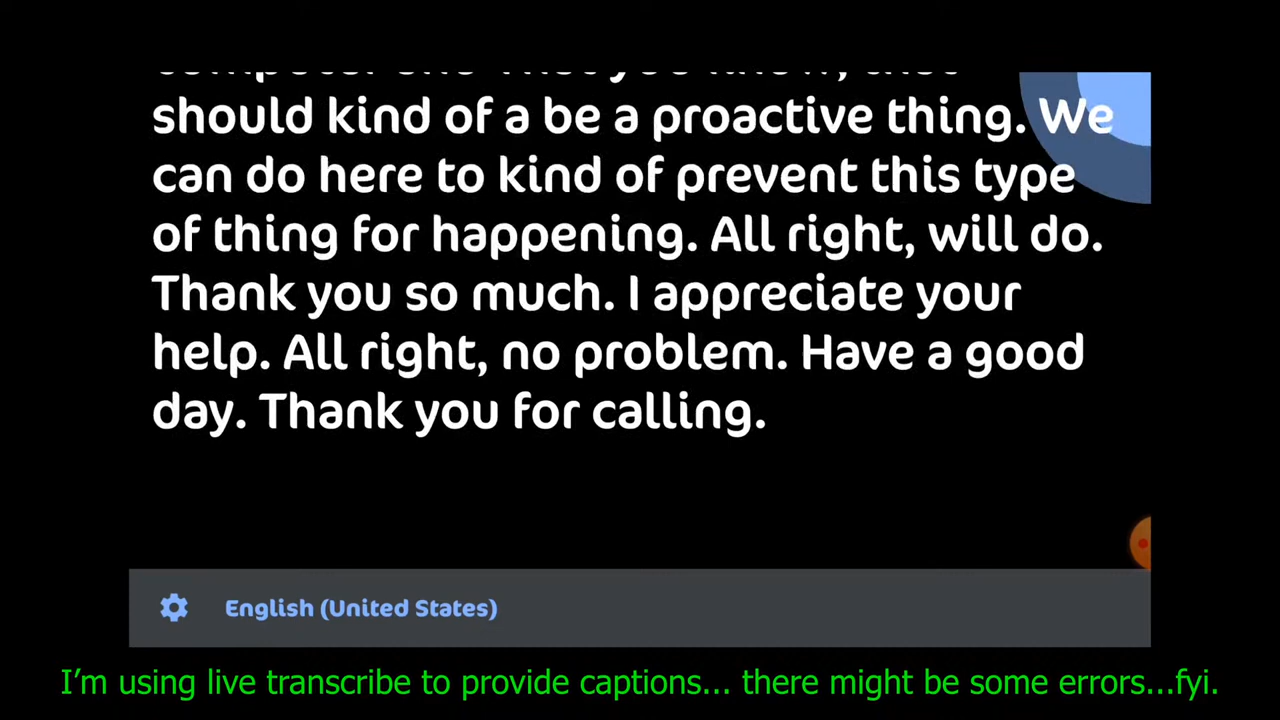 should kind of a be a proactive thing. We
can do here to kind of prevent this type
of thing for happening. All right, will do.
Thank you so much. I appreciate your
help. All right, no problem. Have a good
day. Thank you for calling.
English (United States)
I'm using live transcribe to provide captions... there might be some errors...fyi.